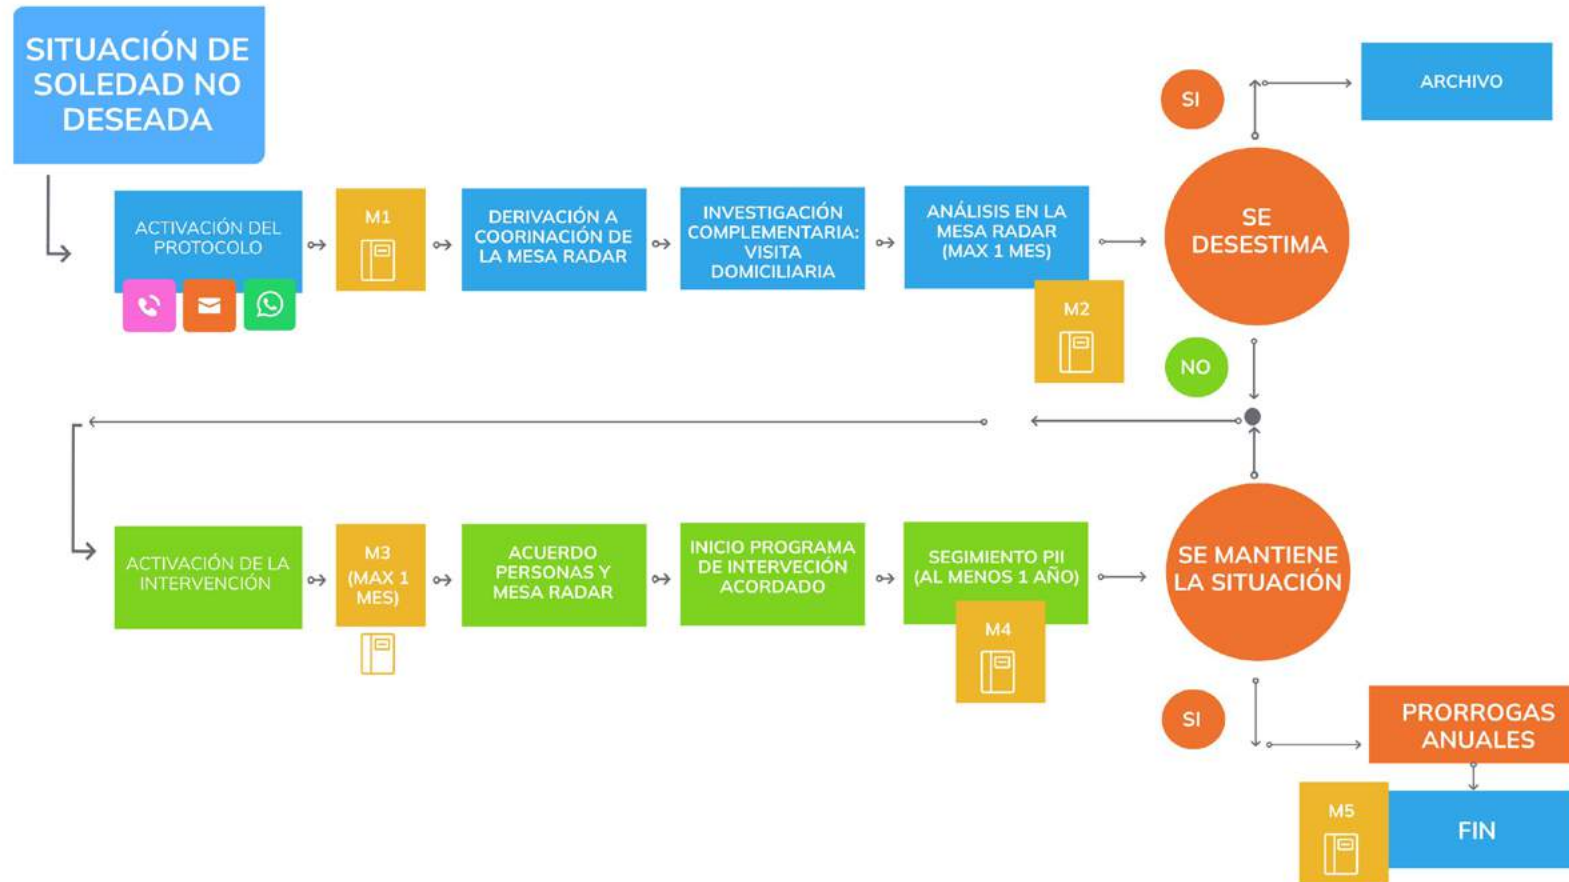 SITUACIÓN DE
SOLEDAD NO
DESEADA
ACTIVACIÓN DEL
PROTOCOLO
M1
DERIVACIÓN A
COORINACIÓN DE
LA MESA RADAR
INVESTIGACIÓN
COMPLEMENTARIA:
VISITA
DOMICILIARIA
ANÁLISIS EN LA
MESA RADAR
(MAX 1 MES)
M2
SE
DESESTIMA
SI
ARCHIVO
NO
ACTIVACIÓN DE LA
INTERVENCIÓN
M3
(MAX 1
MES)
ACUERDO
PERSONAS Y
MESA RADAR
INICIO PROGRAMA
DE INTERVECIÓN
ACORDADO
SEGIMIENTO PII
(AL MENOS 1 AÑO)
M4
SE MANTIENE
LA SITUACIÓN
SI
PRORROGAS
ANUALES
M5
FIN